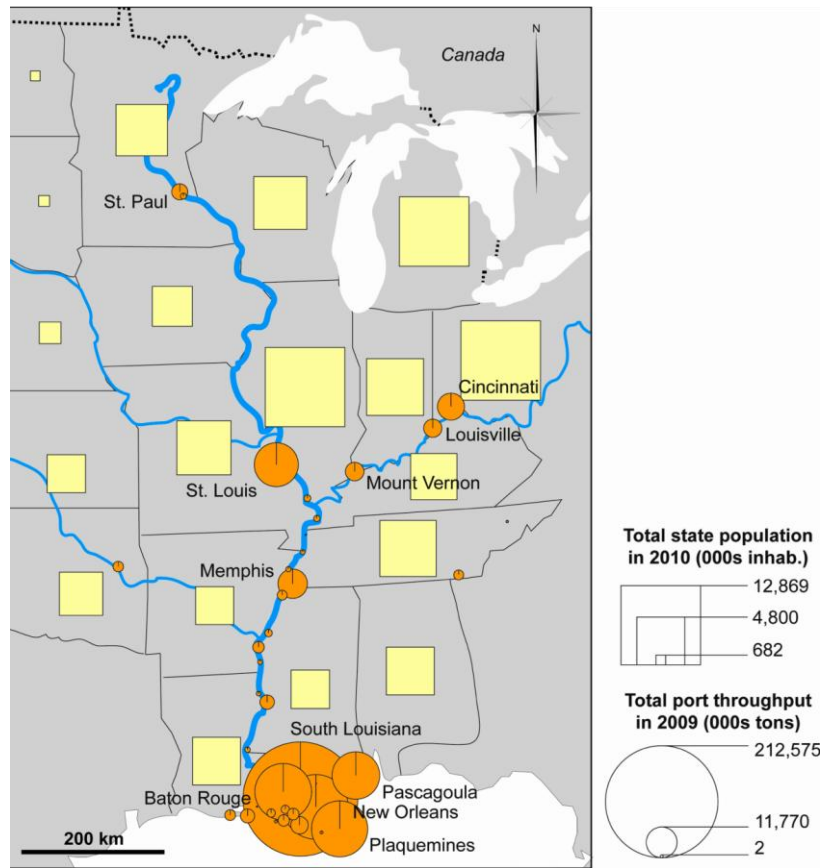 Canada
N
St. Paul
Cincinnati
Louisville
Mount Vernon
St. Louis
Memphis
South Louisiana
Pascagoula
Baton Rouge
New Orleans
Plaquemines
200 km
Total state population
in 2010 (000s inhab.)
12,869
4,800
682
Total port throughput
in 2009 (000s tons)
212,575
11,770
2